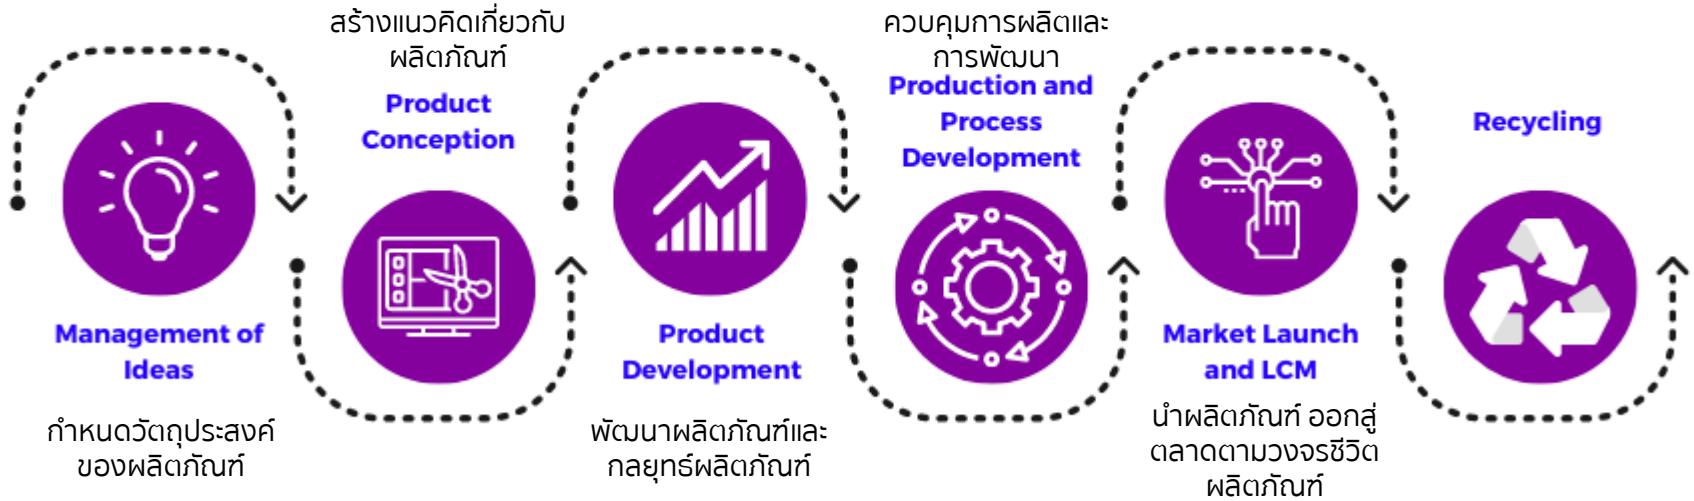 Management of
Ideas
กำหนดวัตถุประสงค์
ของผลิตภัณฑ์
สร้างแนวคิดเกี่ยวกับ
ผลิตภัณฑ์
Product
Conception
Product
Development
พัฒนาผลิตภัณฑ์และ
กลยุทธ์ผลิตภัณฑ์
ควบคุมการผลิตและ
การพัฒนา
Production and
Process
Development
Market Launch
and LCM
นำผลิตภัณฑ์ ออกสู่
ตลาดตามวงจรชีวิต
ผลิตภัณฑ์
Recycling